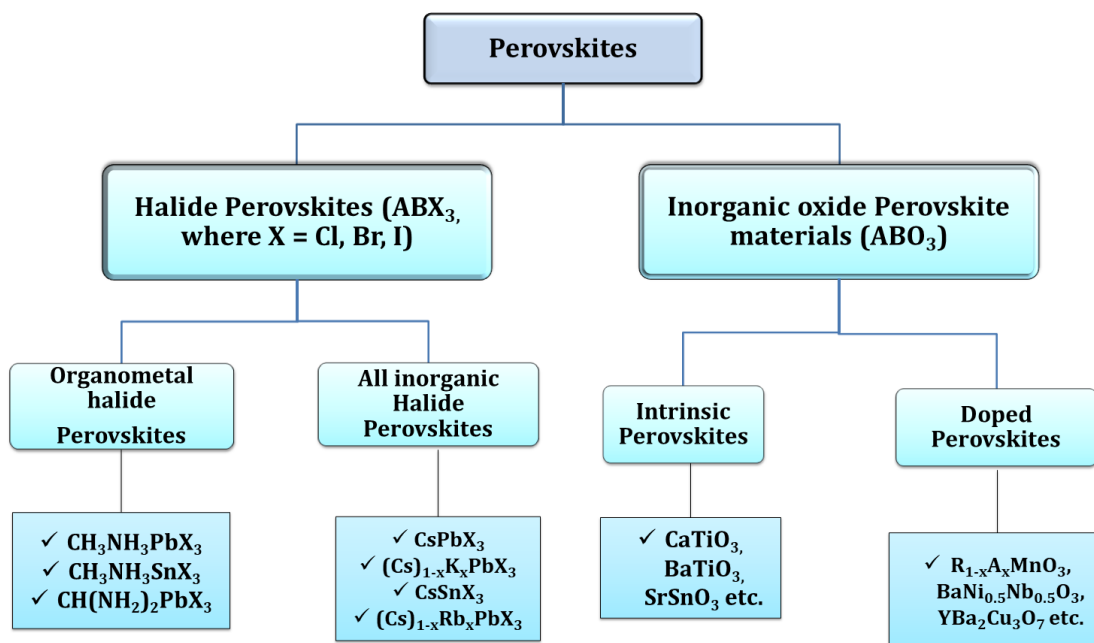 Perovskites
Halide Perovskites (ABX₃,
where X = Cl, Br, I)
Inorganic oxide Perovskite
materials (ABO₃)
Organometal
halide
Perovskites
All inorganic
Halide
Perovskites
Intrinsic
Perovskites
Doped
Perovskites
✓ CH₃NH₃PbX₃
✓ CH₃NH₃SnX₃
✓ CH(NH₂)₂PbX₃
✓ CsPbX₃
✓ (Cs)₁₋ₓKₓPbX₃
✓ CsSnX₃
✓ (Cs)₁₋ₓRbₓPbX₃
✓ CaTiO₃,
BaTiO₃,
SrSnO₃ etc.
✓ R₁₋ₓAₓMnO₃,
BaNi₀.₅Nb₀.₅O₃,
YBa₂Cu₃O₇ etc.